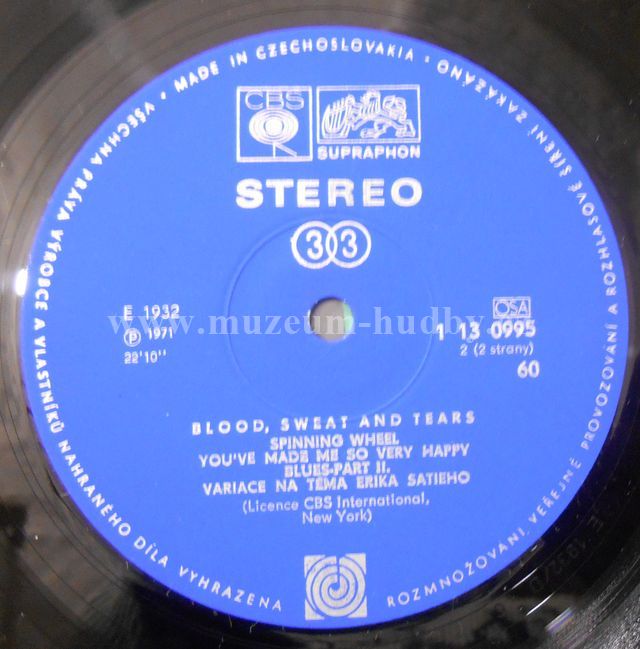 VŠECHNA PRÁVA VÝROBCE A VLASTNÍKŮ NAHRANÉHO DÍLA VYHRAZENA
• MADE IN CZECHOSLOVAKIA •
ROZMNOŽOVÁNÍ, VEŘEJNÉ PROVOZOVÁNÍ A ROZHLASOVÉ ŠÍŘENÍ ZAKÁZÁNO
CBS
SUPRAPHON
STEREO
33
E 1932
Ⓟ 1971
22'10"
www.muzeum-hudby
OSA
1 13 0995
2 (2 strany)
60
BLOOD, SWEAT AND TEARS
SPINNING WHEEL
YOU'VE MADE ME SO VERY HAPPY
BLUES-PART II.
VARIACE NA TÉMA ERIKA SATIEHO
(Licence CBS International,
New York)